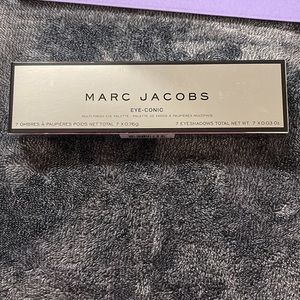 MARC JACOBS
EYE-CONIC
MULTI-FINISH EYE PALETTE - PALETTE DE FARDS À PAUPIÈRES MULTIFINIS
7 OMBRES À PAUPIÈRES POIDS NET TOTAL 7 X 0,76g 7 EYESHADOWS TOTAL NET WT. 7 X 0.03 Oz.